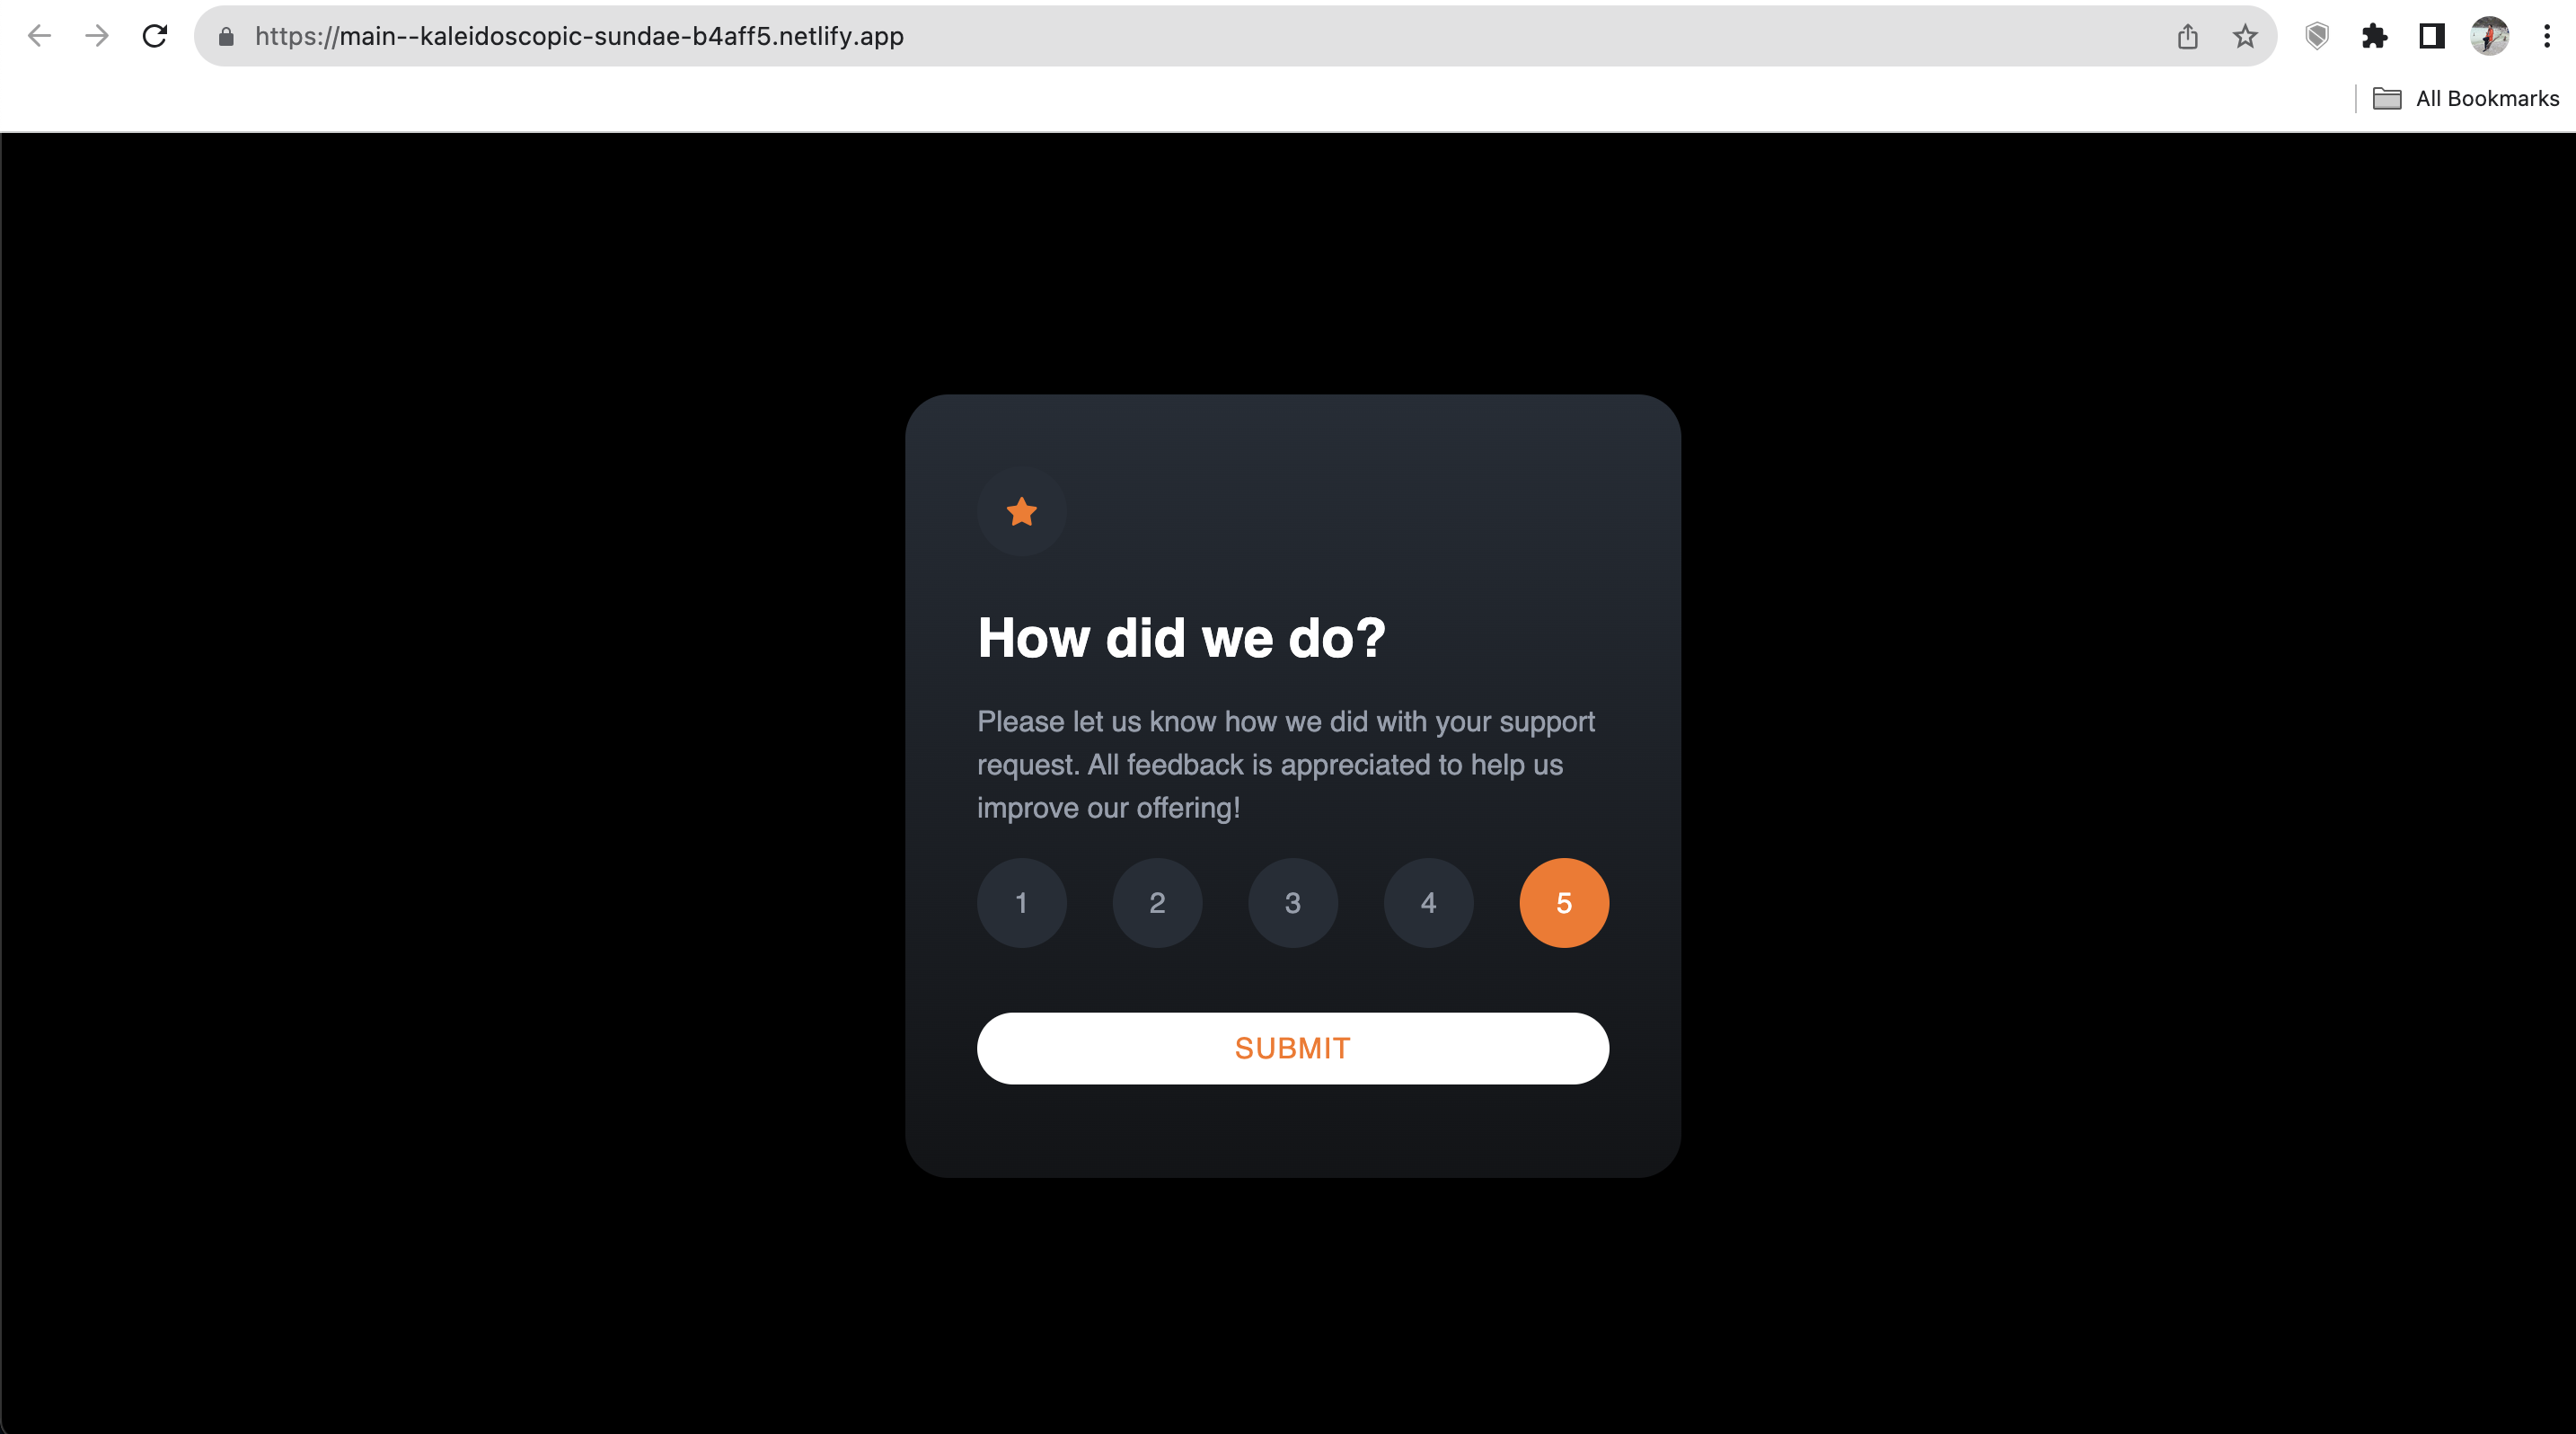 https://main--kaleidoscopic-sundae-b4aff5.netlify.app
All Bookmarks
How did we do?
Please let us know how we did with your support
request. All feedback is appreciated to help us
improve our offering!
1 2 3 4 5
SUBMIT